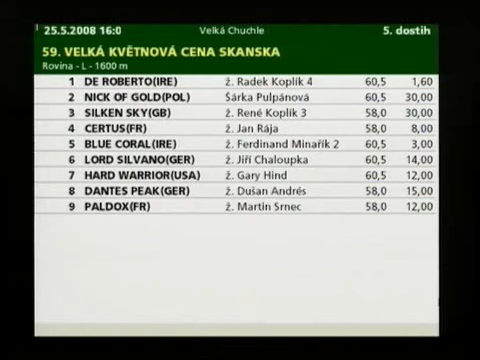 25.5.2008 16:0 Velká Chuchle 5. dostih
59. VELKÁ KVĚTNOVÁ CENA SKANSKA
Rovina - L - 1600 m
1 DE ROBERTO(IRE) ž. Radek Koplík 4 60,5 1,60
2 NICK OF GOLD(POL) Šárka Pulpánová 60,5 30,00
3 SILKEN SKY(GB) ž. René Koplík 3 58,0 30,00
4 CERTUS(FR) ž. Jan Rája 58,0 8,00
5 BLUE CORAL(IRE) ž. Ferdinand Minařik 2 60,5 3,00
6 LORD SILVANO(GER) ž. Jiří Chaloupka 60,5 14,00
7 HARD WARRIOR(USA) ž. Gary Hind 60,5 12,00
8 DANTES PEAK(GER) ž. Dušan Andrés 58,0 15,00
9 PALDOX(FR) ž. Martin Srnec 58,0 12,00